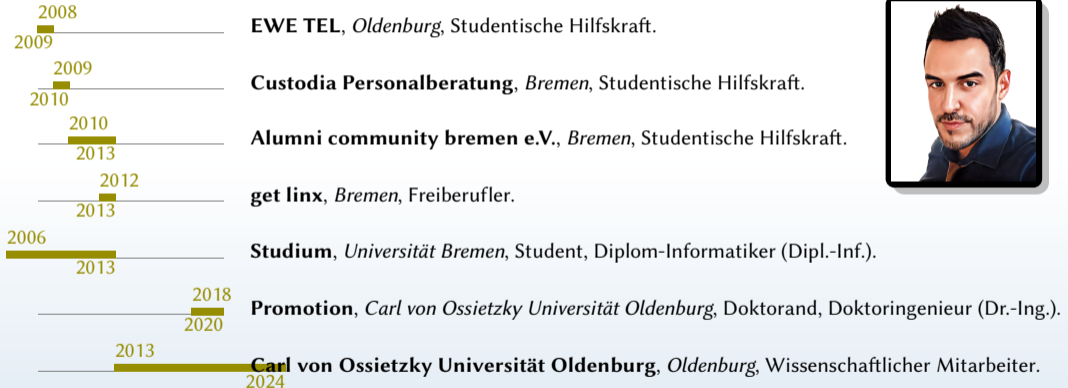 2008
2009
EWE TEL, Oldenburg, Studentische Hilfskraft.
2009
2010
Custodia Personalberatung, Bremen, Studentische Hilfskraft.
2010
2013
Alumni community bremen e.V., Bremen, Studentische Hilfskraft.
2012
2013
get linx, Bremen, Freiberufler.
2006
2013
Studium, Universität Bremen, Student, Diplom-Informatiker (Dipl.-Inf.).
2018
2020
Promotion, Carl von Ossietzky Universität Oldenburg, Doktorand, Doktoringenieur (Dr.-Ing.).
2013
2024
Carl von Ossietzky Universität Oldenburg, Oldenburg, Wissenschaftlicher Mitarbeiter.